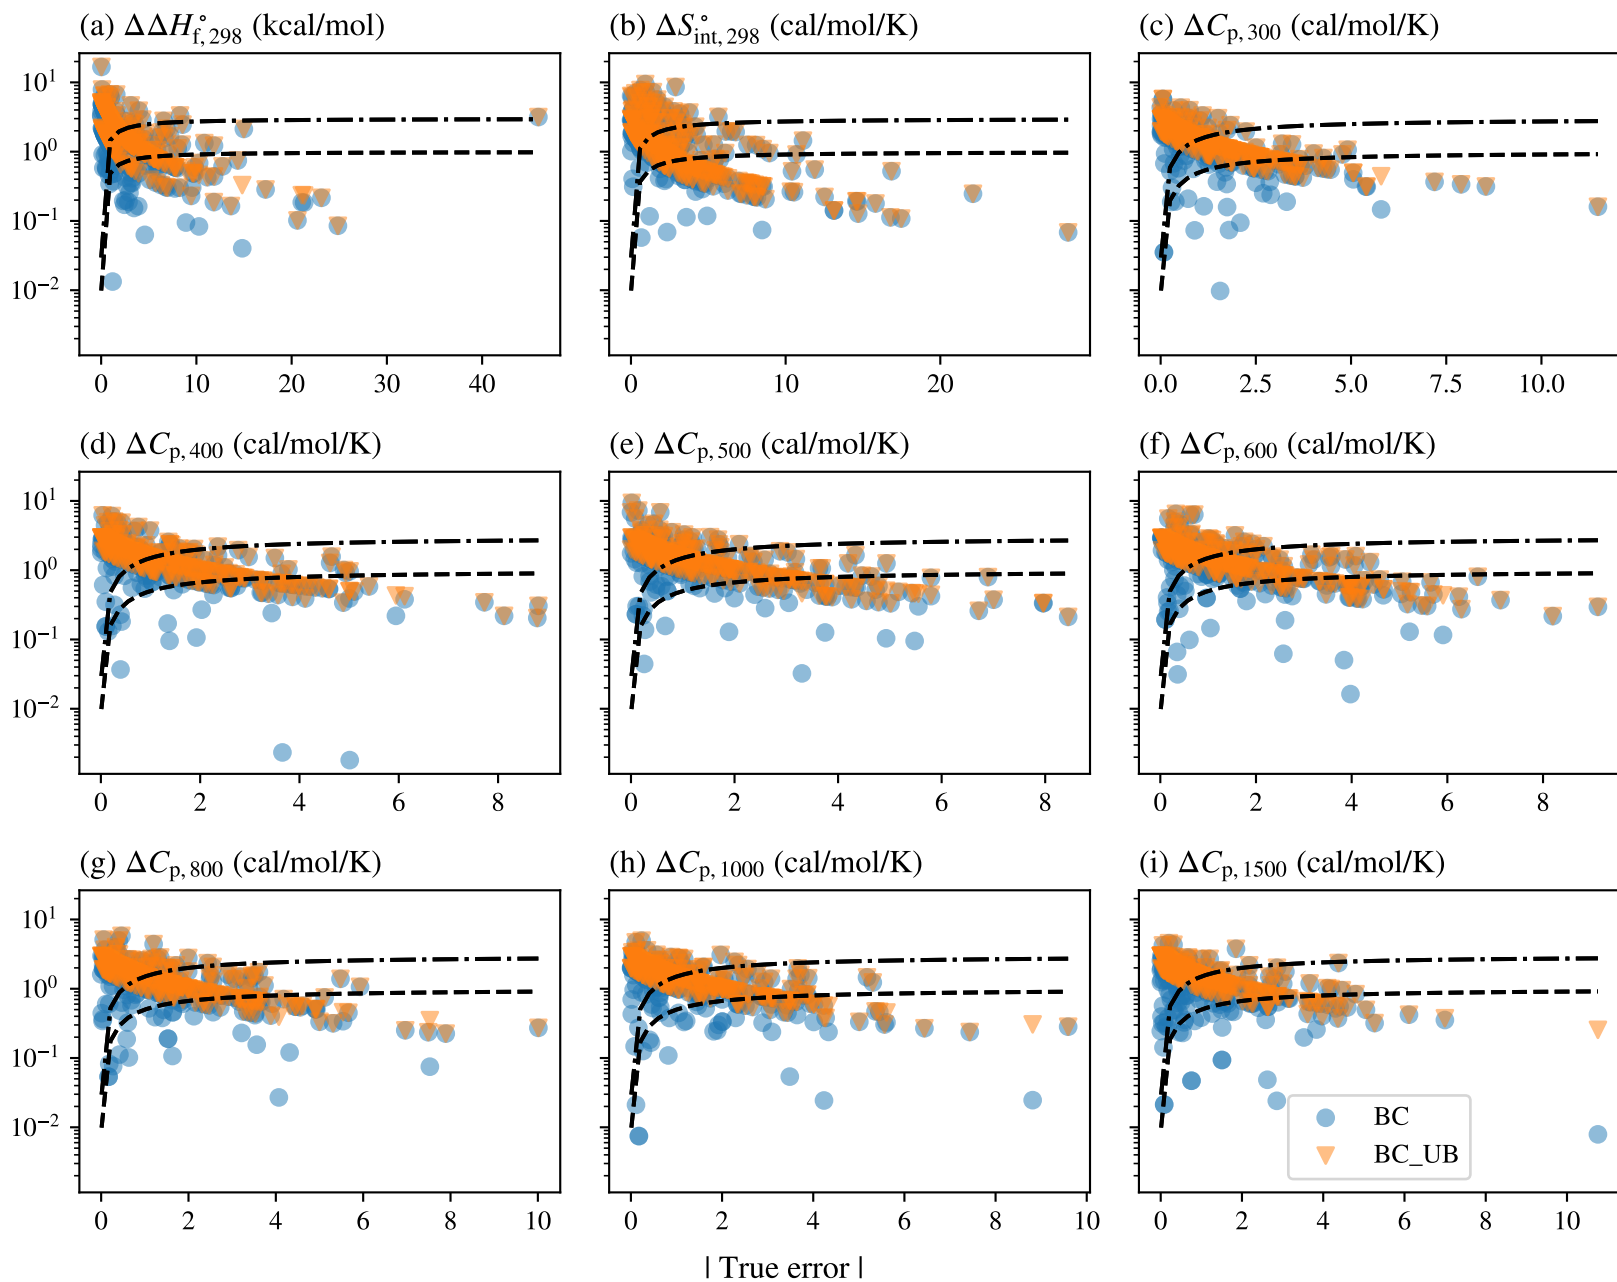 (a) ΔΔH°f, 298 (kcal/mol) (b) ΔS°int, 298 (cal/mol/K) (c) ΔCp, 300 (cal/mol/K)
10¹
10⁰
10⁻¹
10⁻²
0 10 20 30 40 0 10 20 0.0 2.5 5.0 7.5 10.0
(d) ΔCp, 400 (cal/mol/K) (e) ΔCp, 500 (cal/mol/K) (f) ΔCp, 600 (cal/mol/K)
10¹
10⁰
10⁻¹
10⁻²
0 2 4 6 8 0 2 4 6 8 0 2 4 6 8
(g) ΔCp, 800 (cal/mol/K) (h) ΔCp, 1000 (cal/mol/K) (i) ΔCp, 1500 (cal/mol/K)
10¹
10⁰
10⁻¹
10⁻²
BC
BC_UB
0 2 4 6 8 10 0 2 4 6 8 10 0 2 4 6 8 10
| True error |